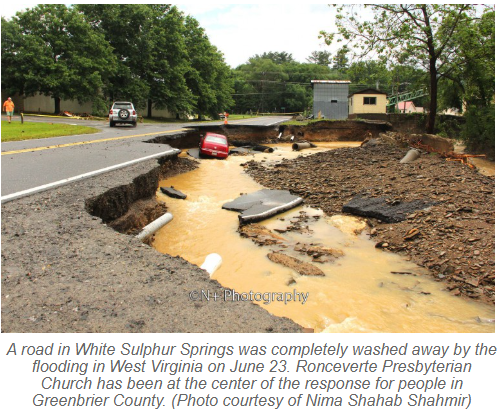 ©N+ Photography
A road in White Sulphur Springs was completely washed away by the
flooding in West Virginia on June 23. Ronceverte Presbyterian
Church has been at the center of the response for people in
Greenbrier County. (Photo courtesy of Nima Shahab Shahmir)